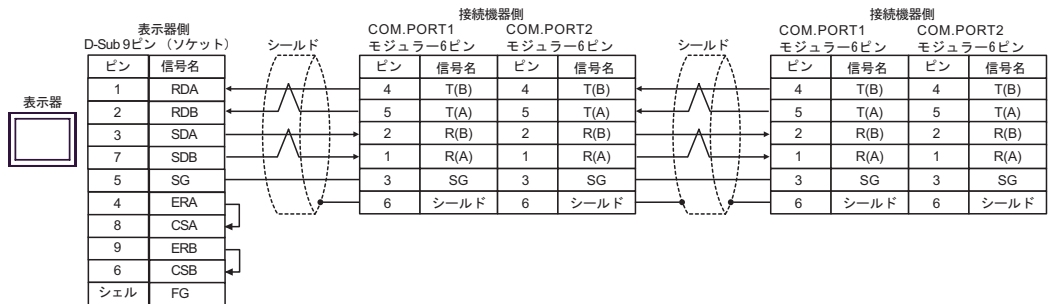 接続機器側 接続機器側
表示器側 COM.PORT1 COM.PORT2 COM.PORT1 COM.PORT2
D-Sub 9ピン （ソケット） シールド モジュラー6ピン モジュラー6ピン シールド モジュラー6ピン モジュラー6ピン
ピン 信号名 ピン 信号名 ピン 信号名 ピン 信号名 ピン 信号名
1 RDA 4 T(B) 4 T(B) 4 T(B) 4 T(B)
表示器
2 RDB 5 T(A) 5 T(A) 5 T(A) 5 T(A)
3 SDA 2 R(B) 2 R(B) 2 R(B) 2 R(B)
7 SDB 1 R(A) 1 R(A) 1 R(A) 1 R(A)
5 SG 3 SG 3 SG 3 SG 3 SG
4 ERA 6 シールド 6 シールド 6 シールド 6 シールド
8 CSA
9 ERB
6 CSB
シェル FG